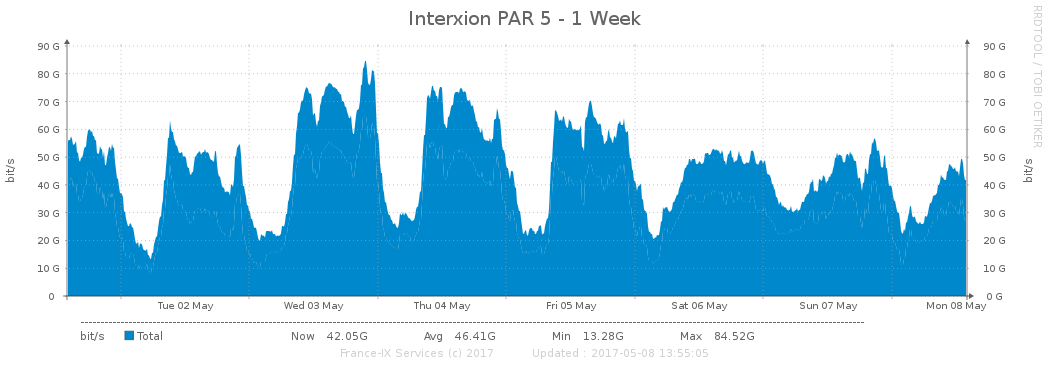 Interxion PAR 5 - 1 Week
RRDTOOL / TOBI OETIKER
bit/s
90 G
80 G
70 G
60 G
50 G
40 G
30 G
20 G
10 G
0
90 G
80 G
70 G
60 G
50 G
40 G
30 G
20 G
10 G
0 G
bit/s
Tue 02 May Wed 03 May Thu 04 May Fri 05 May Sat 06 May Sun 07 May Mon 08 May
bit/s Total Now 42.05G Avg 46.41G Min 13.28G Max 84.52G
France-IX Services (c) 2017 Updated : 2017-05-08 13:55:05